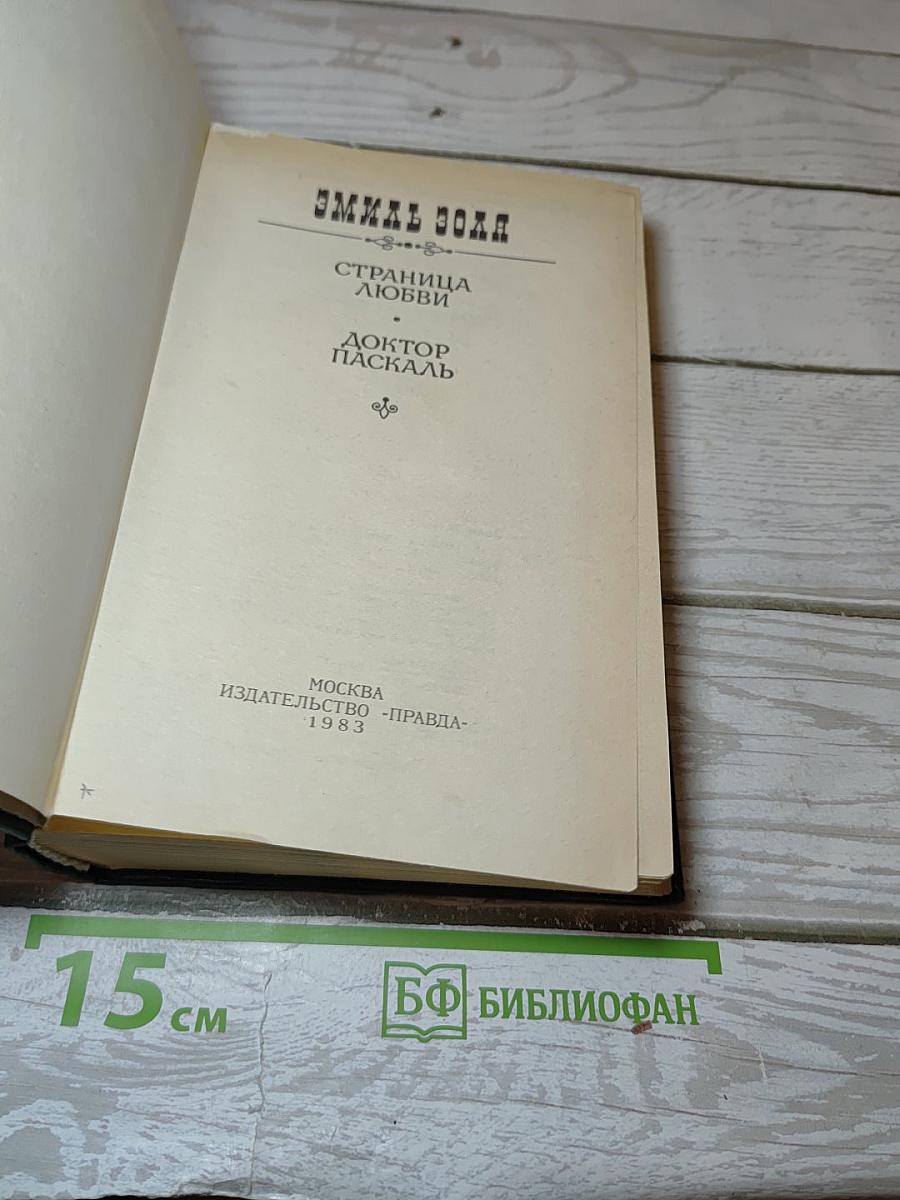 ЭМИЛЬ ЗОЛЯ
СТРАНИЦА
ЛЮБВИ
•
ДОКТОР
ПАСКАЛЬ
МОСКВА
ИЗДАТЕЛЬСТВО «ПРАВДА»
1983
15 см
БФ БИБЛИОФАН